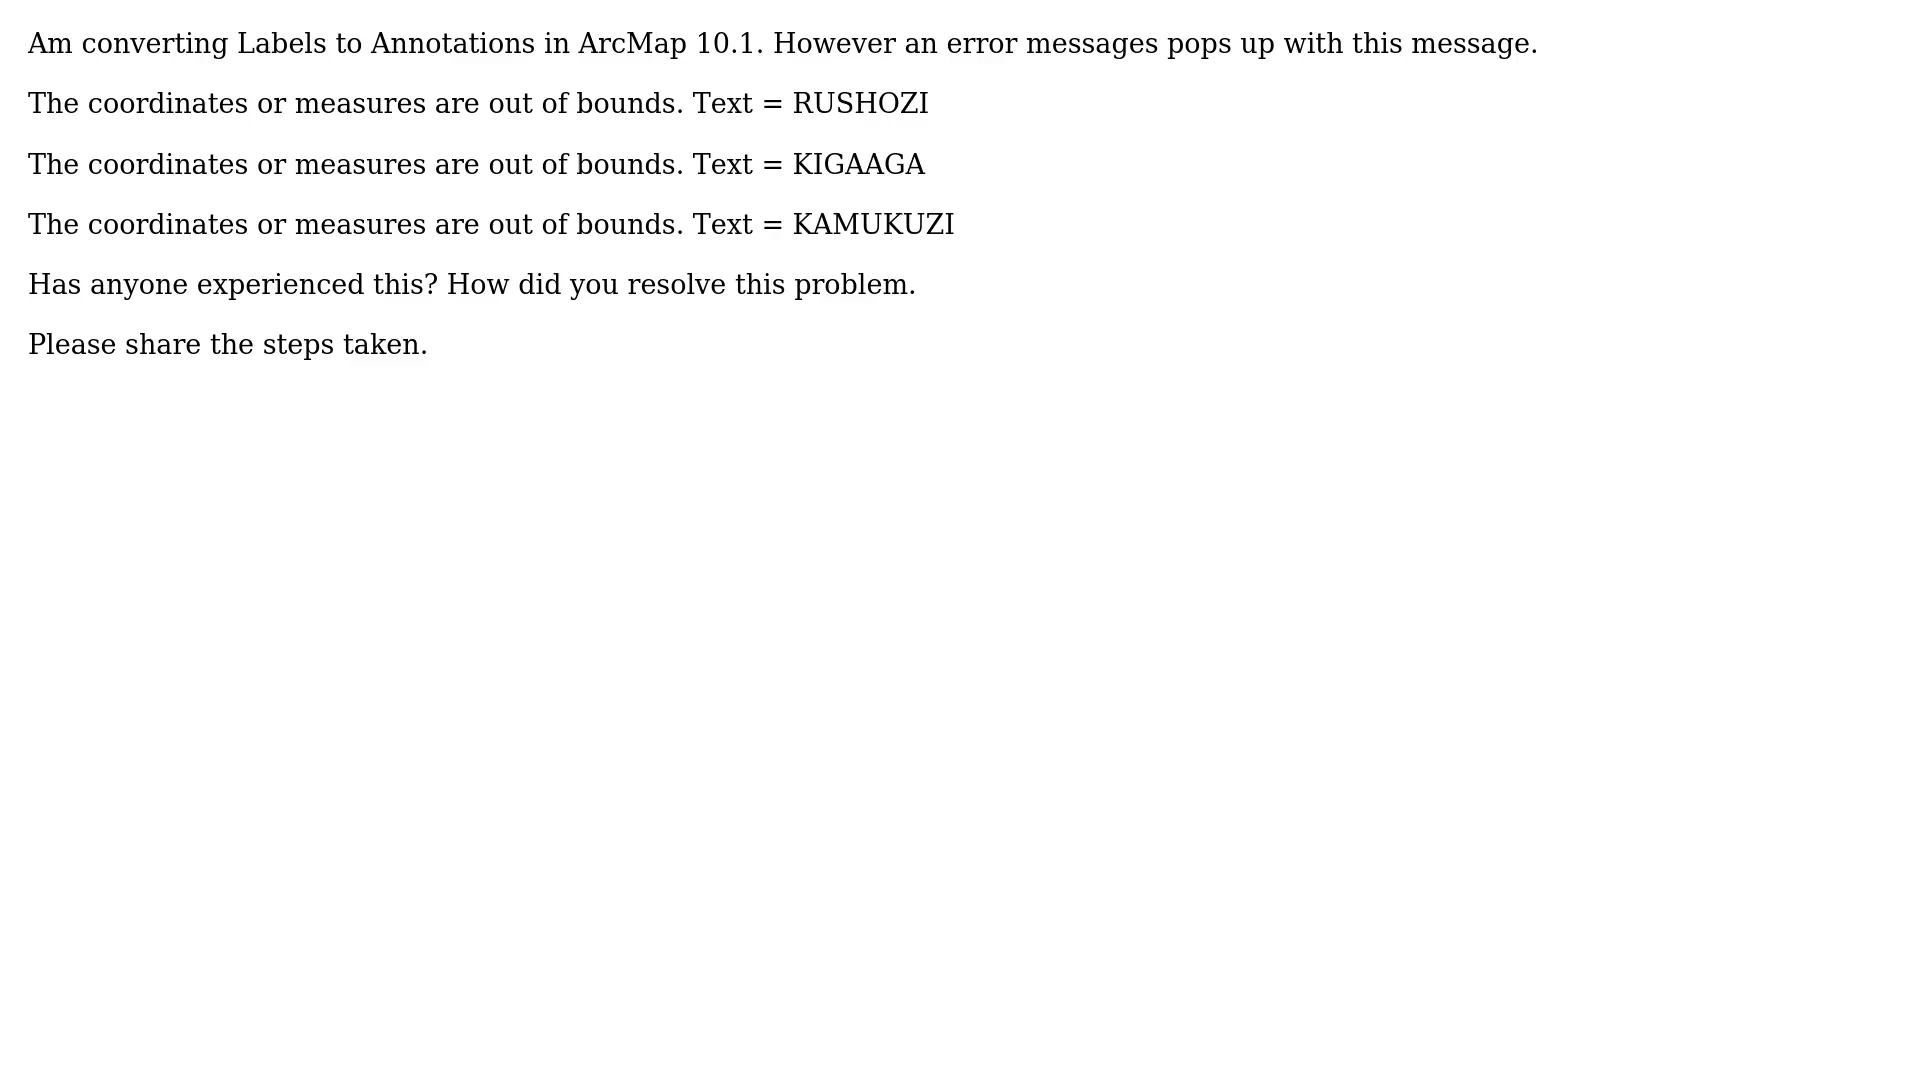 Am converting Labels to Annotations in ArcMap 10.1. However an error messages pops up with this message.
The coordinates or measures are out of bounds. Text = RUSHOZI
The coordinates or measures are out of bounds. Text = KIGAAGA
The coordinates or measures are out of bounds. Text = KAMUKUZI
Has anyone experienced this? How did you resolve this problem.
Please share the steps taken.